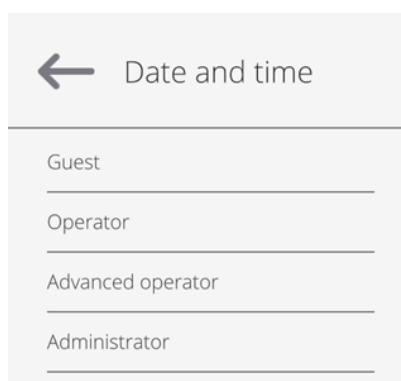 Date and time
Guest
Operator
Advanced operator
Administrator